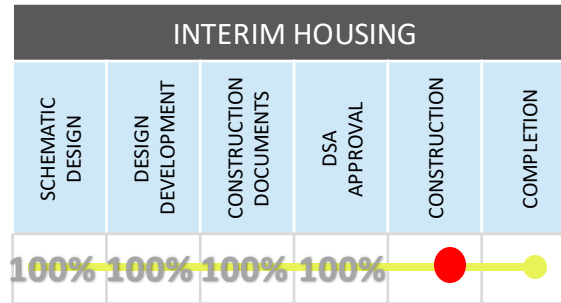 INTERIM HOUSING
SCHEMATIC
DESIGN
DESIGN
DEVELOPMENT
CONSTRUCTION
DOCUMENTS
DSA
APPROVAL
CONSTRUCTION
COMPLETION
100% 100% 100% 100%